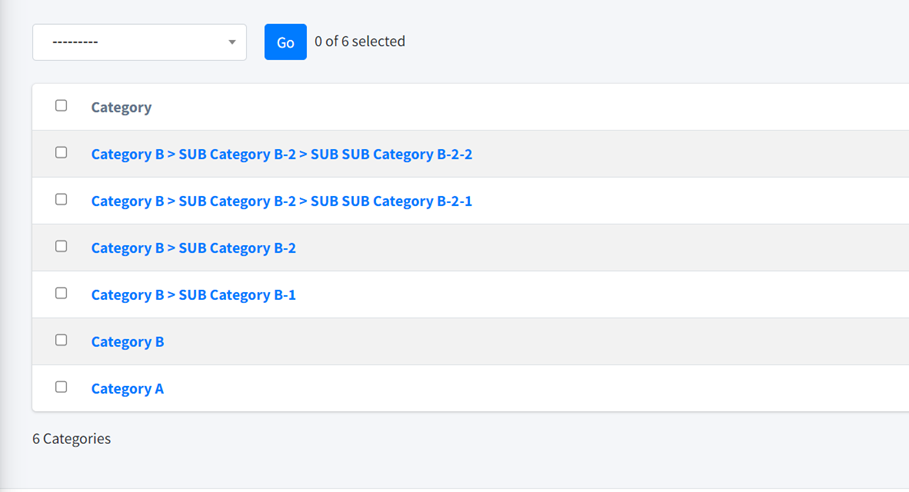 ---------
Go 0 of 6 selected
Category
Category B > SUB Category B-2 > SUB SUB Category B-2-2
Category B > SUB Category B-2 > SUB SUB Category B-2-1
Category B > SUB Category B-2
Category B > SUB Category B-1
Category B
Category A
6 Categories